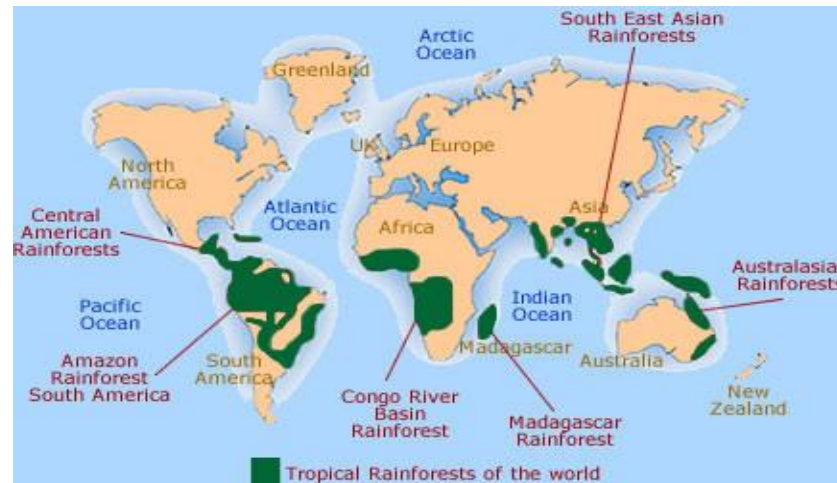 South East Asian
Rainforests
Arctic
Ocean
Greenland
UK
Europe
North
America
Asia
Atlantic
Ocean
Africa
Central
American
Rainforests
Australasia
Rainforests
Indian
Ocean
Pacific
Ocean
Madagascar
Australia
Amazon
Rainforest
South America
South
America
New
Zealand
Congo River
Basin
Rainforest
Madagascar
Rainforest
Tropical Rainforests of the world